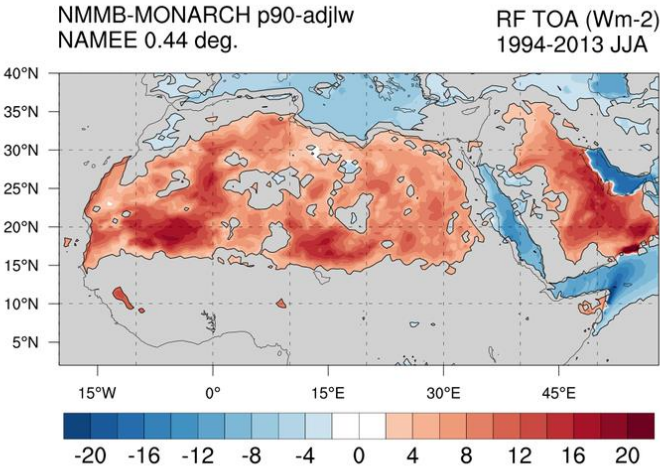 NMMB-MONARCH p90-adjlw
NAMEE 0.44 deg.
RF TOA (Wm-2)
1994-2013 JJA
40°N
35°N
30°N
25°N
20°N
15°N
10°N
5°N
15°W 0° 15°E 30°E 45°E
-20 -16 -12 -8 -4 0 4 8 12 16 20